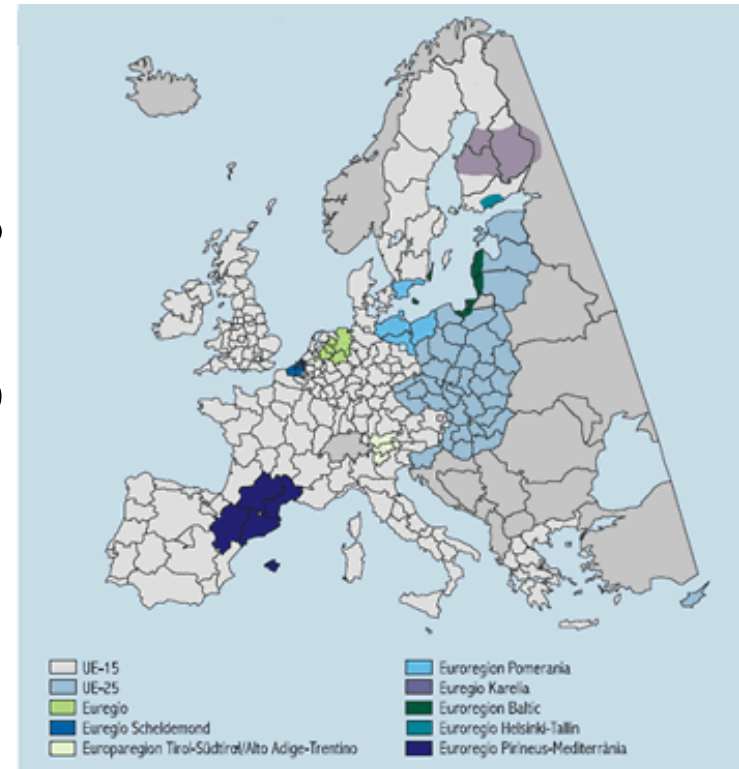 UE-15
UE-25
Euregio
Euregio Scheldemond
Europaregion Tirol-Südtirol/Alto Adige-Trentino
Euroregion Pomerania
Euregio Karelia
Euroregion Baltic
Euroregio Helsinki-Tallin
Euroregio Pirineus-Mediterrània